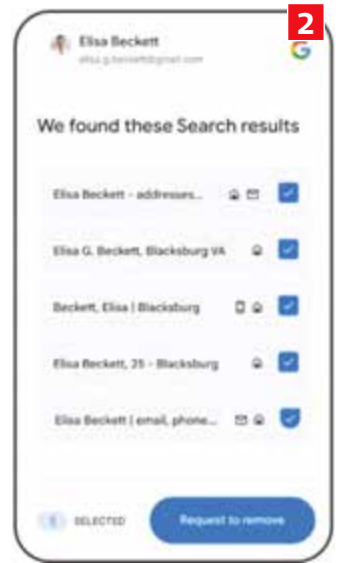 2
Elisa Beckett
elisa.g.beckett@gmail.com
We found these Search results
Elisa Beckett - addresses...
Elisa G. Beckett, Blacksburg VA
Beckett, Elisa | Blacksburg
Elisa Beckett, 25 - Blacksburg
Elisa Beckett | email, phone...
SELECTED
Request to remove